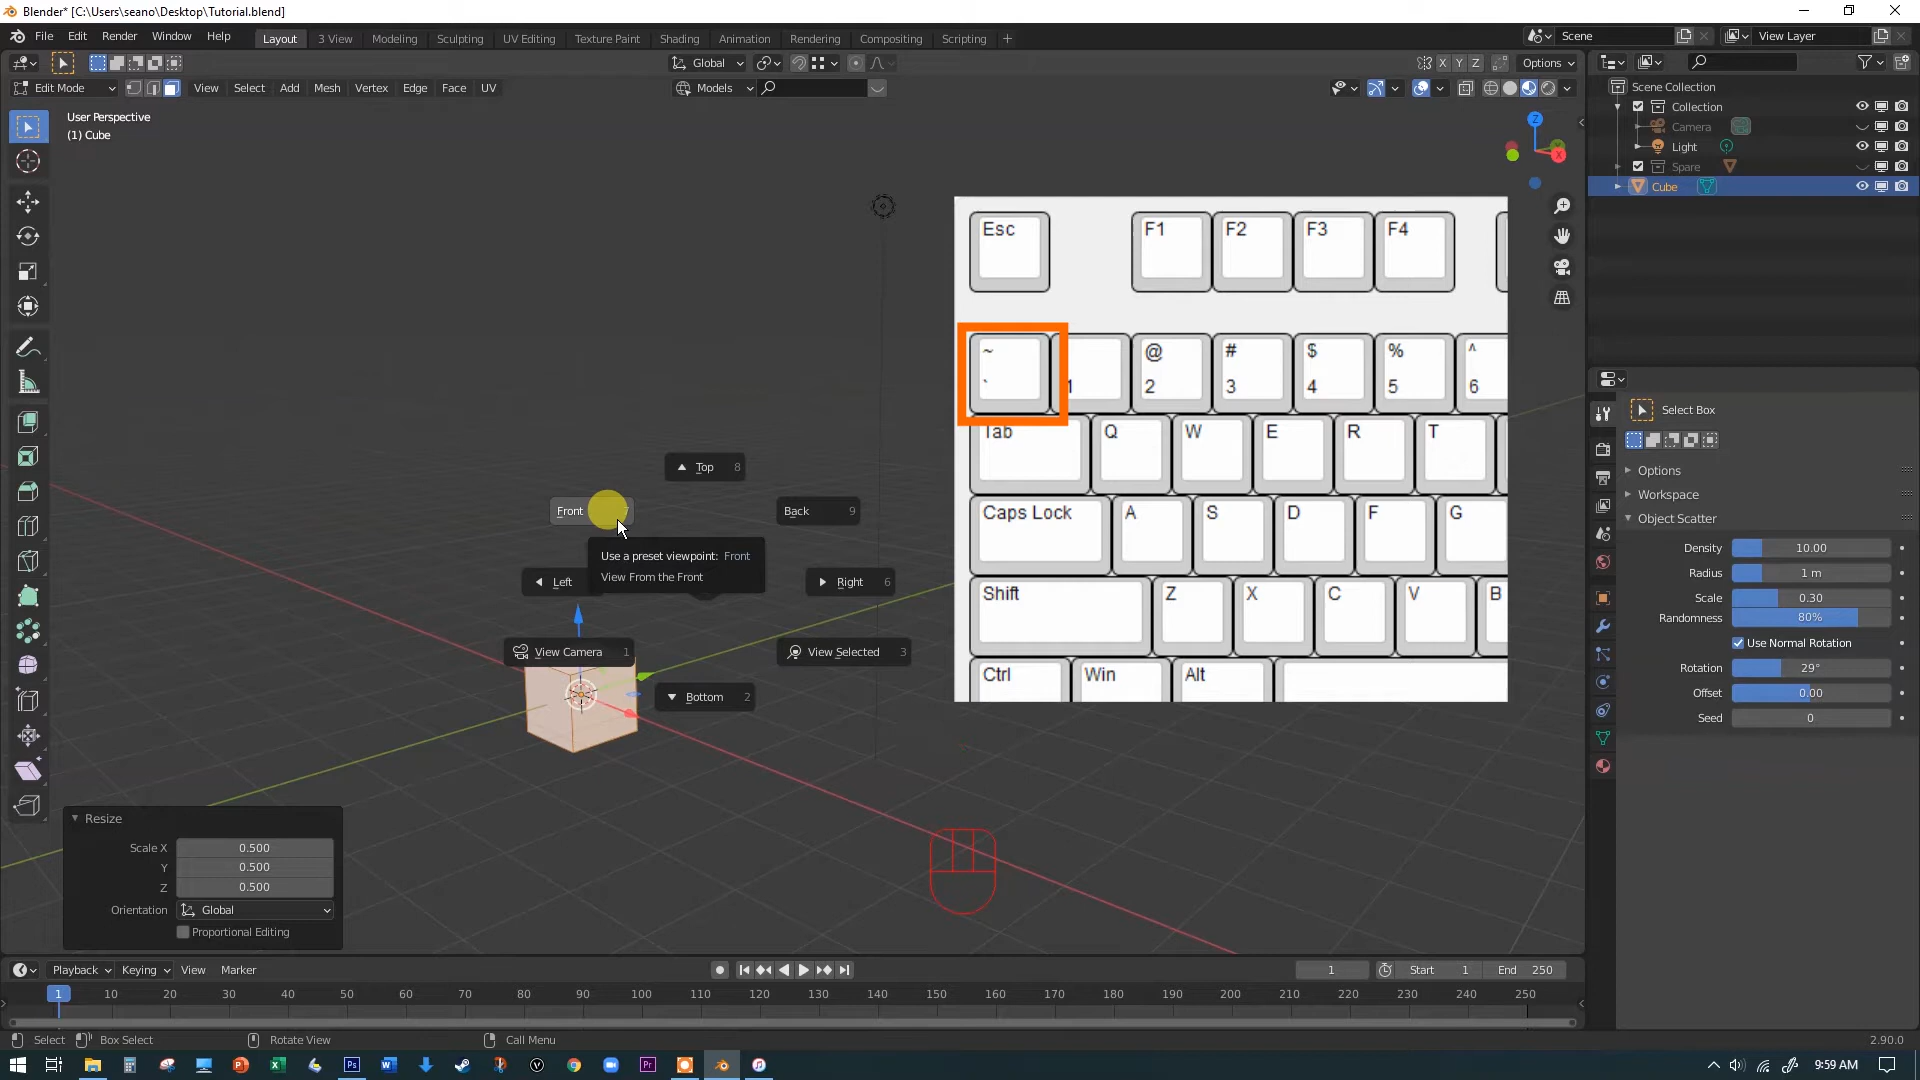 Blender* [C:\Users\seano\Desktop\Tutorial.blend]
File Edit Render Window Help
Layout 3 View Modeling Sculpting UV Editing Texture Paint Shading Animation Rendering Compositing Scripting +
Scene
View Layer
Global
X Y Z
Options
Edit Mode
View Select Add Mesh Vertex Edge Face UV
Models
User Perspective
(1) Cube
Z
X
Scene Collection
Collection
Camera
Light
Spare
Cube
Esc F1 F2 F3 F4
~ @ # $ % ^
` 1 2 3 4 5 6
Tab Q W E R T
Caps Lock A S D F G
Shift Z X C V B
Ctrl Win Alt
Top 8
Front 7
Back 9
Use a preset viewpoint: Front
View From the Front
Left
Right 6
View Camera 1
View Selected 3
Bottom 2
Select Box
Options
Workspace
Object Scatter
Density 10.00
Radius 1 m
Scale 0.30
Randomness 80%
Use Normal Rotation
Rotation 29°
Offset 0.00
Seed 0
Resize
Scale X 0.500
Y 0.500
Z 0.500
Orientation Global
Proportional Editing
Playback Keying View Marker
1
Start 1
End 250
1 10 20 30 40 50 60 70 80 90 100 110 120 130 140 150 160 170 180 190 200 210 220 230 240 250
Select Box Select Rotate View Call Menu
2.90.0
9:59 AM